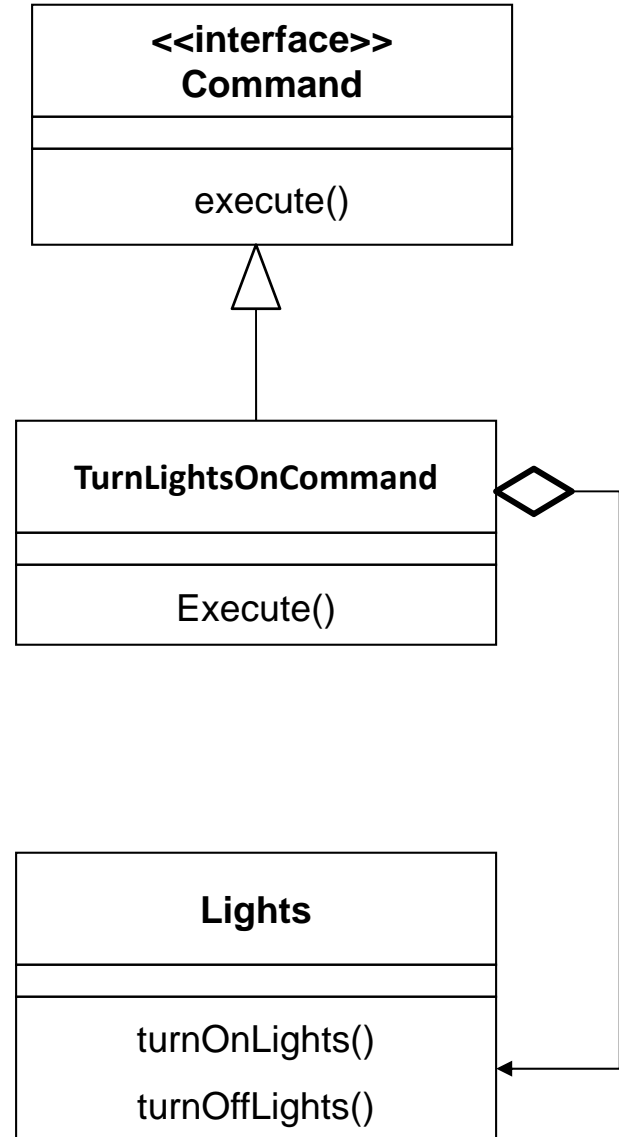 <<interface>>
Command
execute()
TurnLightsOnCommand
Execute()
Lights
turnOnLights()
turnOffLights()